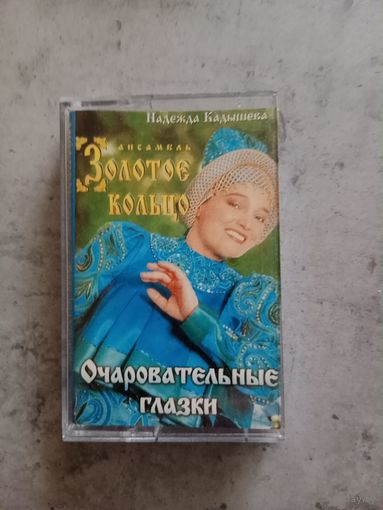 Надежда Кадышева
ансамбль
Золотое
кольцо
Очаровательные
глазки